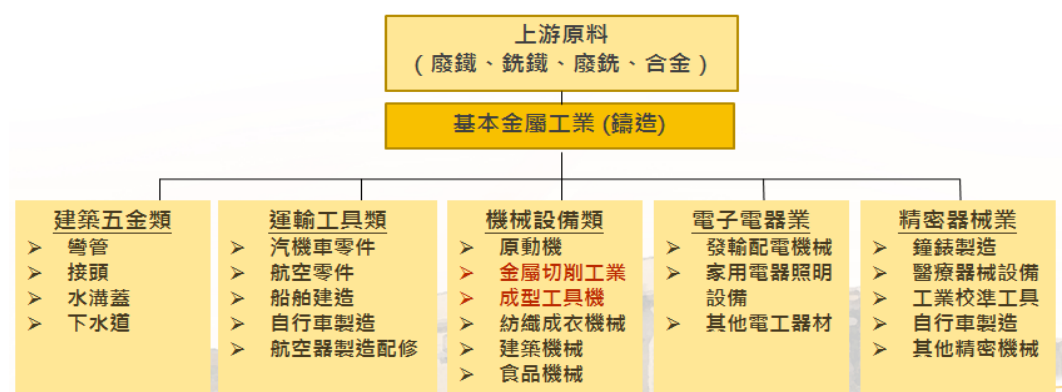 上游原料
（廢鐵、銑鐵、廢銑、合金）
基本金屬工業 (鑄造)
建築五金類
➢ 彎管
➢ 接頭
➢ 水溝蓋
➢ 下水道
運輸工具類
➢ 汽機車零件
➢ 航空零件
➢ 船舶建造
➢ 自行車製造
➢ 航空器製造配修
機械設備類
➢ 原動機
➢ 金屬切削工業
➢ 成型工具機
➢ 紡織成衣機械
➢ 建築機械
➢ 食品機械
電子電器業
➢ 發輸配電機械
➢ 家用電器照明
設備
➢ 其他電工器材
精密器械業
➢ 鐘錶製造
➢ 醫療器械設備
➢ 工業校準工具
➢ 自行車製造
➢ 其他精密機械